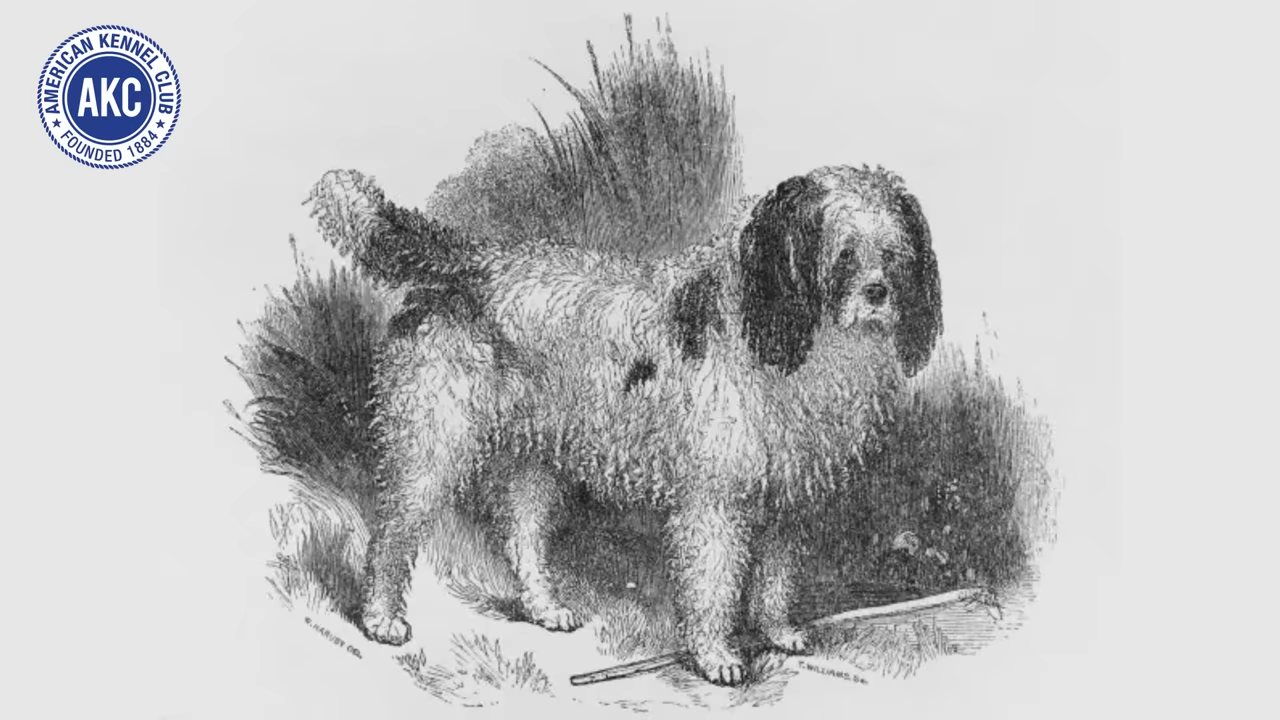 AMERICAN KENNEL CLUB
AKC
★ FOUNDED 1884 ★